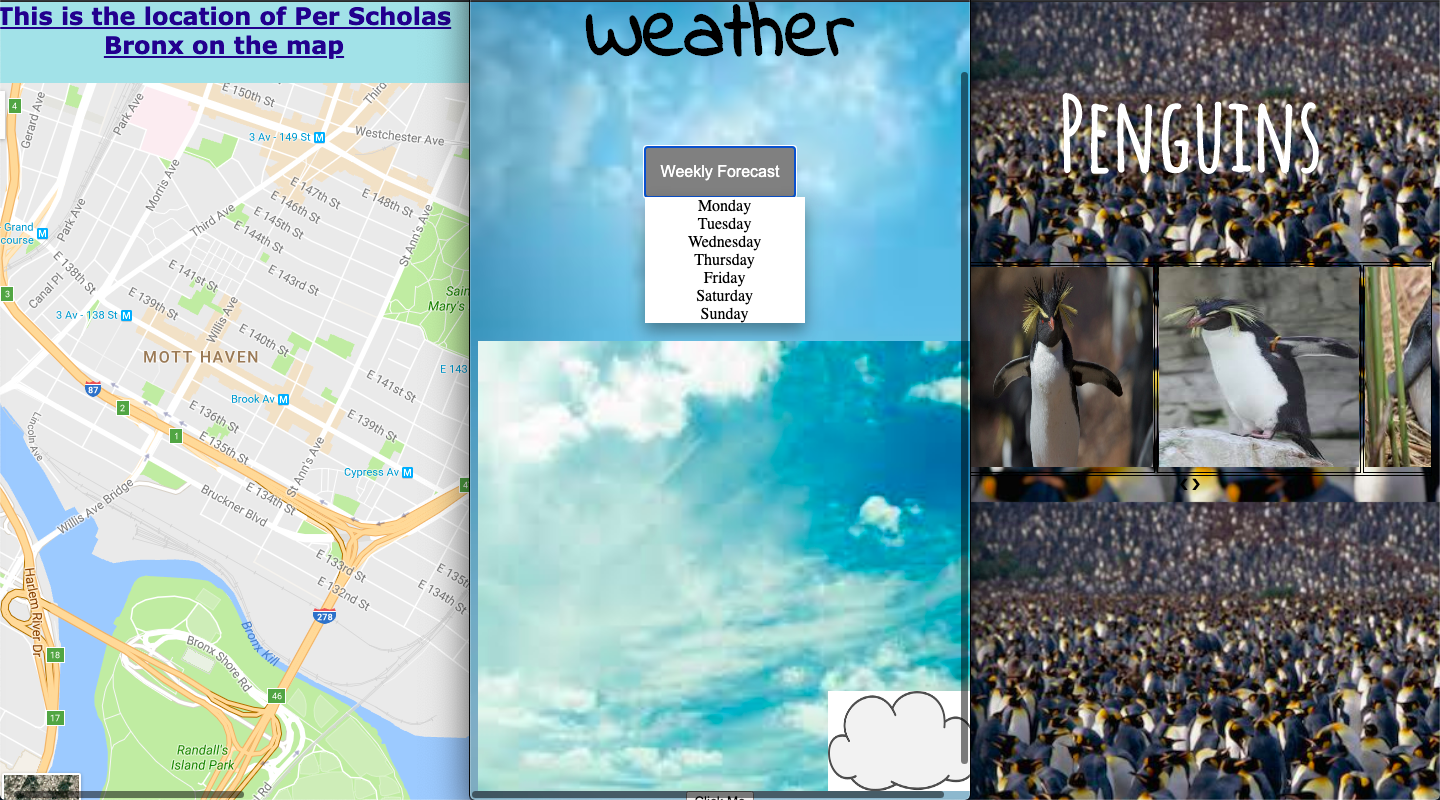 This is the location of Per Scholas
Bronx on the map
E 150th St
Third
4
Gerard Ave
Park Ave
3 Av - 149 St M
Westchester Ave
Morris Ave
E 147th St
E 148th St
E 146th St
Park Ave
Third Ave
E 145th St
St Ann's Ave
Grand
course M
E 144th St
E 138th St
E 141st St
E 143rd St
Canal Pl
3
E 139th St
Saint
Mary's
3 Av - 138 St M
Willis Ave
E 140th St
MOTT HAVEN
E 143
87
E 141st St
2
Brook Av M
E 136th St
E 139th St
Lincoln Ave
1
E 135th St
St Ann's Ave
Cypress Av M
Willis Ave Bridge
E 134th St
Bruckner Blvd
E 133rd St
E 135th
Harlem River Dr
E 132nd St
E 134th St
278
Bronx Kill
18
Bronx Shore Rd
46
17
Randall's
Island Park
Rd
weather
Weekly Forecast
Monday
Tuesday
Wednesday
Thursday
Friday
Saturday
Sunday
Click Me
Penguins
❮❯